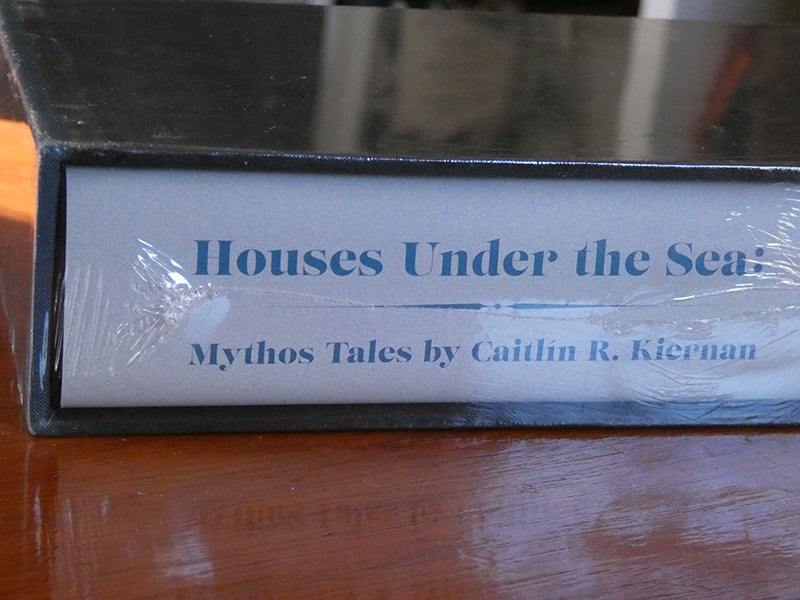 Houses Under the Sea:
Mythos Tales by Caitlín R. Kiernan